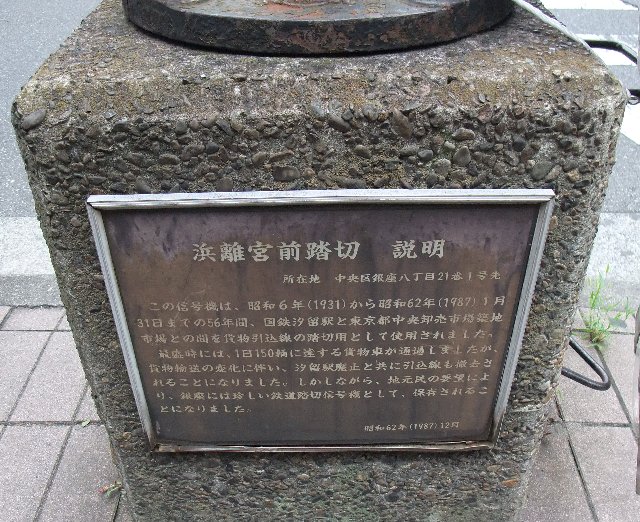 浜離宮前踏切 説明
所在地 中央区銀座八丁目21番1号先
この信号機は、昭和6年(1931)から昭和62年(1987)1月
31日までの56年間、国鉄汐留駅と東京都中央卸売市場築地
市場との間を貨物引込線の踏切用として使用されました。
最盛時には、1日150輛に達する貨物車が通過しましたが、
貨物輸送の変化に伴い、汐留駅廃止と共に引込線も撤去さ
れることになりました。しかしながら、地元民の要望によ
り、銀座には珍しい鉄道踏切信号機として、保存されるこ
とになりました。
昭和62年(1987)12月